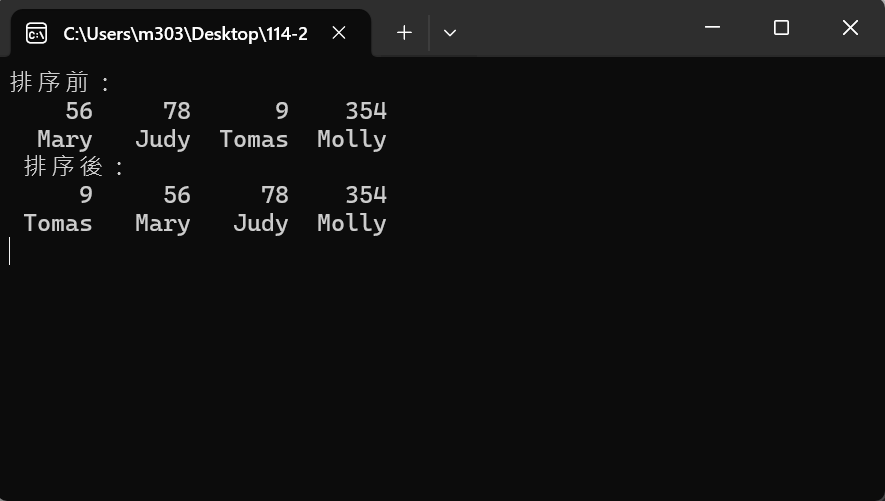 C:\Users\m303\Desktop\114-2
排序前：
56 78 9 354
Mary Judy Tomas Molly
排序後：
9 56 78 354
Tomas Mary Judy Molly